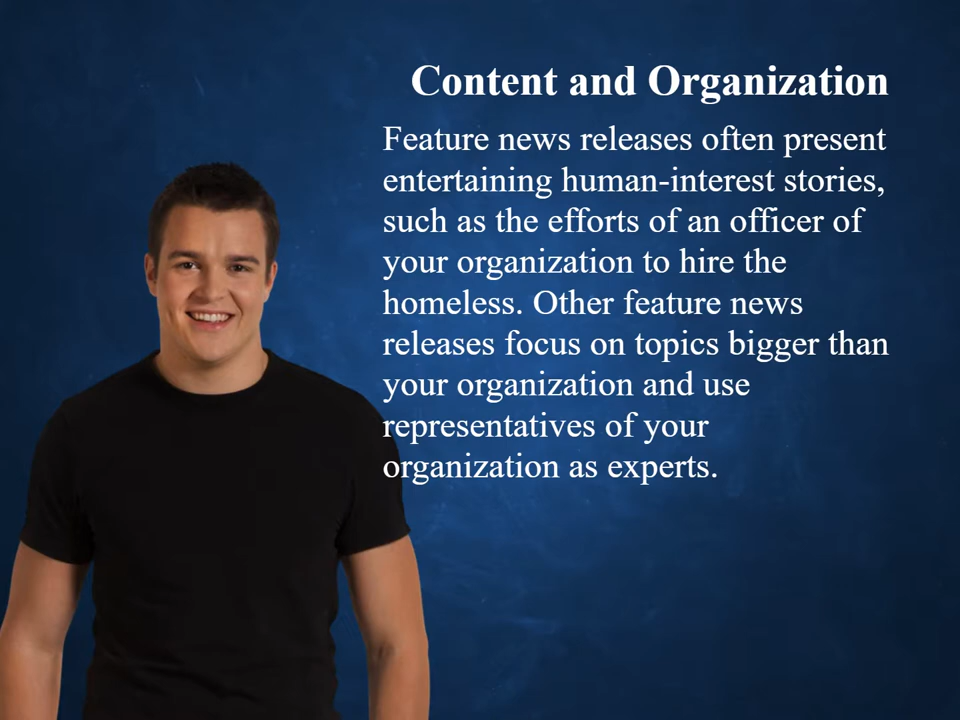 Content and Organization
Feature news releases often present
entertaining human-interest stories,
such as the efforts of an officer of
your organization to hire the
homeless. Other feature news
releases focus on topics bigger than
your organization and use
representatives of your
organization as experts.